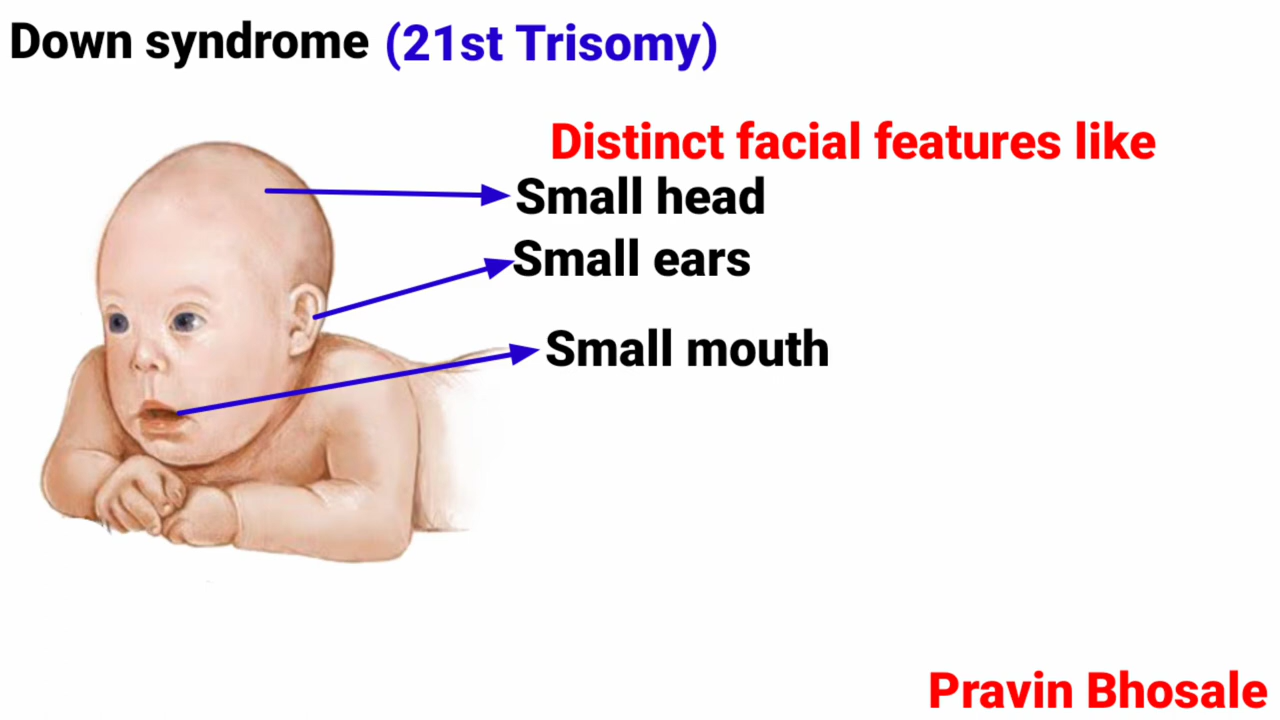 Down syndrome (21st Trisomy)
Distinct facial features like
Small head
Small ears
Small mouth
Pravin Bhosale